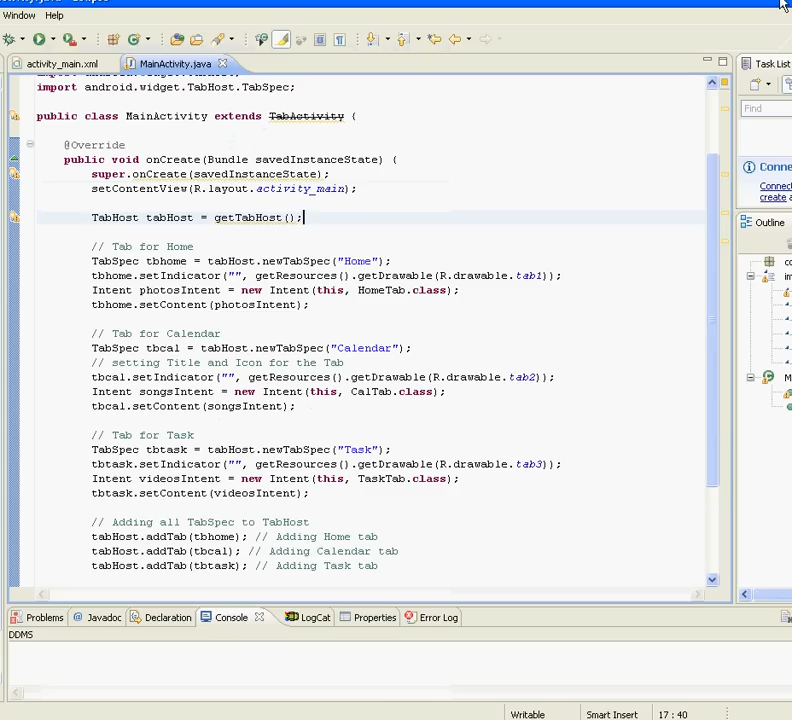 Window Help
activity_main.xml MainActivity.java Task List
import android.widget.TabHost.TabSpec;
Find
public class MainActivity extends TabActivity {
@Override
public void onCreate(Bundle savedInstanceState) {
super.onCreate(savedInstanceState);
setContentView(R.layout.activity_main);
Connec
Connect
create a
TabHost tabHost = getTabHost();
Outline
// Tab for Home
TabSpec tbhome = tabHost.newTabSpec("Home");
tbhome.setIndicator("", getResources().getDrawable(R.drawable.tab1));
Intent photosIntent = new Intent(this, HomeTab.class);
tbhome.setContent(photosIntent);
// Tab for Calendar
TabSpec tbcal = tabHost.newTabSpec("Calendar");
// setting Title and Icon for the Tab
tbcal.setIndicator("", getResources().getDrawable(R.drawable.tab2));
Intent songsIntent = new Intent(this, CalTab.class);
tbcal.setContent(songsIntent);
// Tab for Task
TabSpec tbtask = tabHost.newTabSpec("Task");
tbtask.setIndicator("", getResources().getDrawable(R.drawable.tab3));
Intent videosIntent = new Intent(this, TaskTab.class);
tbtask.setContent(videosIntent);
// Adding all TabSpec to TabHost
tabHost.addTab(tbhome); // Adding Home tab
tabHost.addTab(tbcal); // Adding Calendar tab
tabHost.addTab(tbtask); // Adding Task tab
Problems @ Javadoc Declaration Console LogCat Properties Error Log
DDMS
Writable Smart Insert 17 : 40